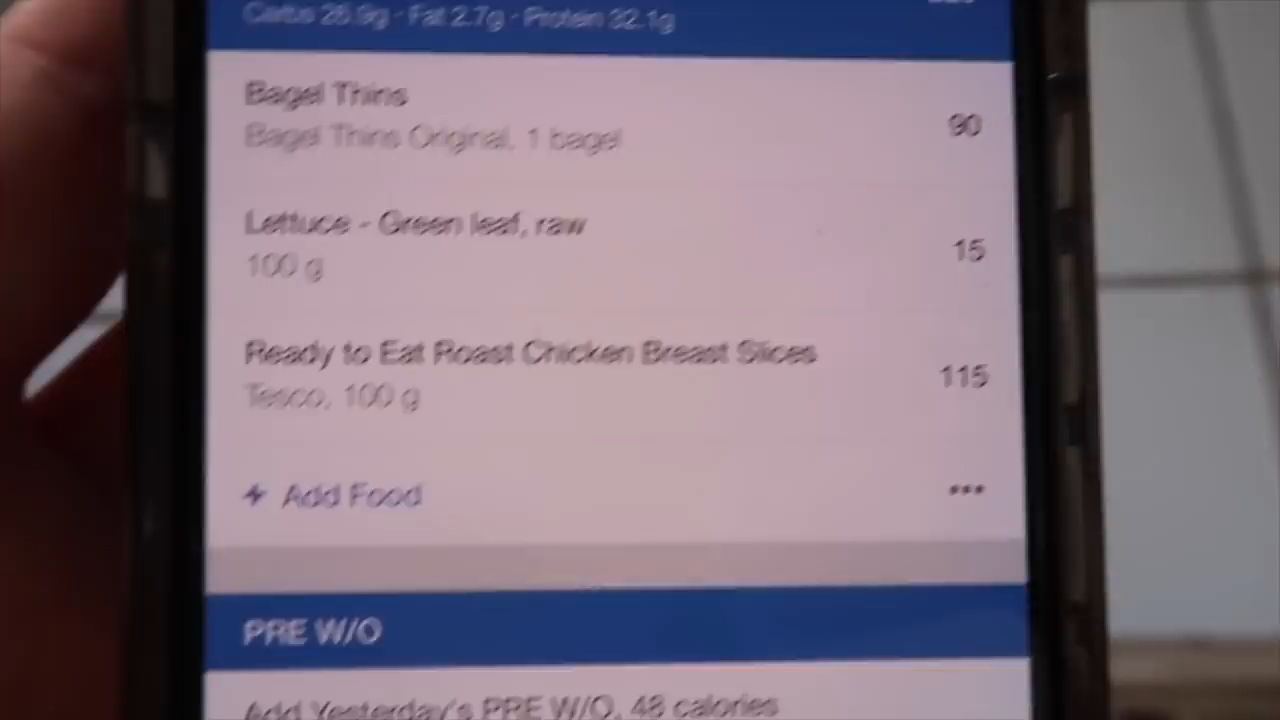 Carbs 26.9g · Fat 2.7g · Protein 32.1g
Bagel Thins
90
Bagel Thins Original, 1 bagel
Lettuce - Green leaf, raw
15
100 g
Ready to Eat Roast Chicken Breast Slices
115
Tesco, 100 g
Add Food
•••
PRE W/O
Add Yesterday's PRE W/O, 48 calories